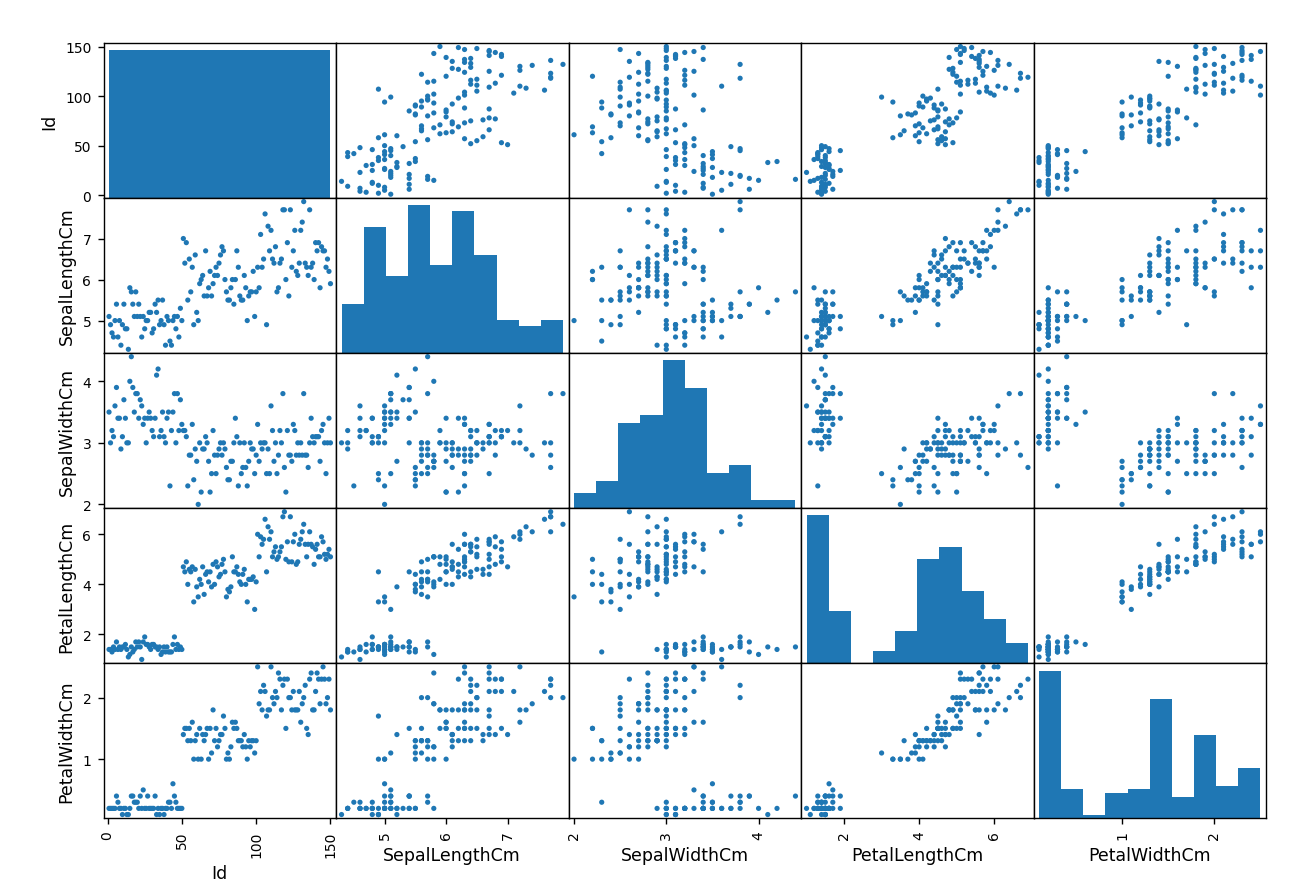 150
100
50
0
Id
7
6
5
SepalLengthCm
4
3
2
SepalWidthCm
6
4
2
PetalLengthCm
2
1
PetalWidthCm
0 50 100 150 5 6 7 2 3 4 2 4 6 1 2
Id SepalLengthCm SepalWidthCm PetalLengthCm PetalWidthCm